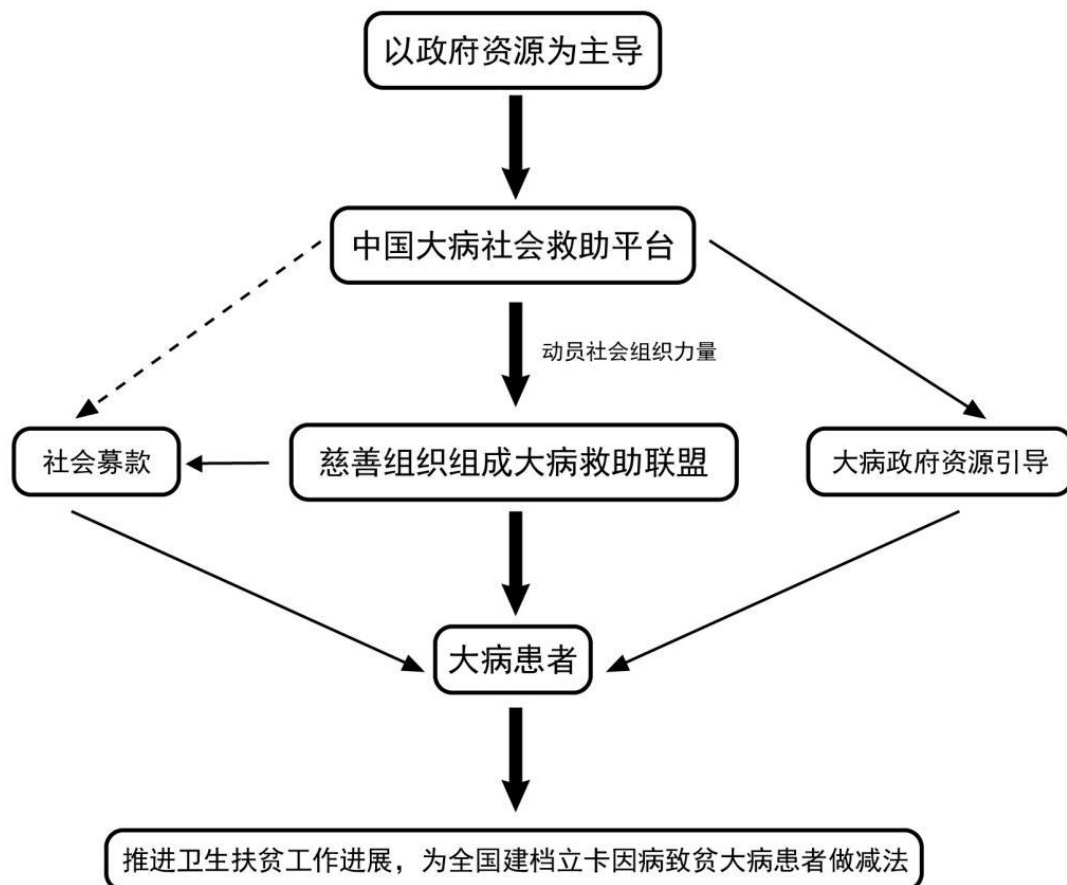 以政府资源为主导
中国大病社会救助平台
动员社会组织力量
社会募款
慈善组织组成大病救助联盟
大病政府资源引导
大病患者
推进卫生扶贫工作进展，为全国建档立卡因病致贫大病患者做减法